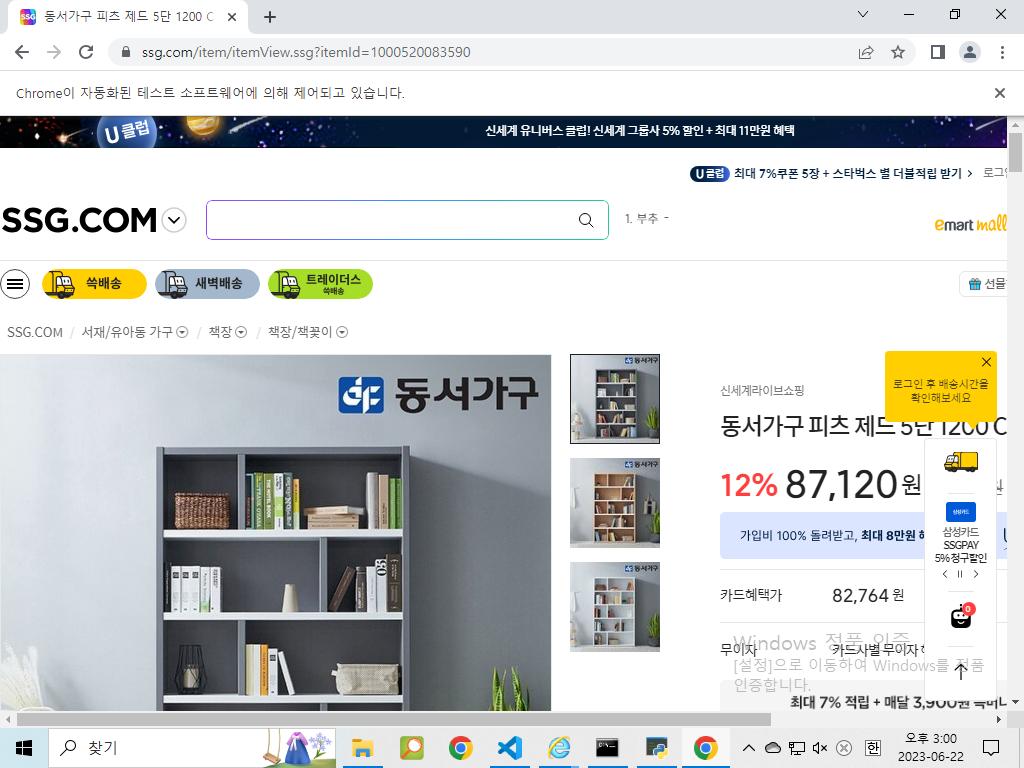 동서가구 피츠 제드 5단 1200 C
ssg.com/item/itemView.ssg?itemId=1000520083590
Chrome이 자동화된 테스트 소프트웨어에 의해 제어되고 있습니다.
U클럽
신세계 유니버스 클럽! 신세계 그룹사 5% 할인 + 최대 11만원 혜택
U클럽 최대 7%쿠폰 5장 + 스타벅스 별 더블적립 받기 > 로그인
SSG.COM
1. 부추 -
emart mall
쓱배송
새벽배송
트레이더스
쓱배송
선물
SSG.COM / 서재/유아동 가구 / 책장 / 책장/책꽂이
동서가구
로그인 후 배송시간을
확인해보세요
신세계라이브쇼핑
동서가구 피츠 제드 5단 1200 C
12% 87,120원
가입비 100% 돌려받고, 최대 8만원 혜
삼성카드
삼성카드
SSGPAY
5% 청구할인
카드혜택가 82,764원
0
무이자 카드사별 무이자
Windows 정품 인증
[설정]으로 이동하여 Windows를 정품
인증합니다.
최대 7% 적립 + 매달 3,900원
찾기
한
오후 3:00
2023-06-22